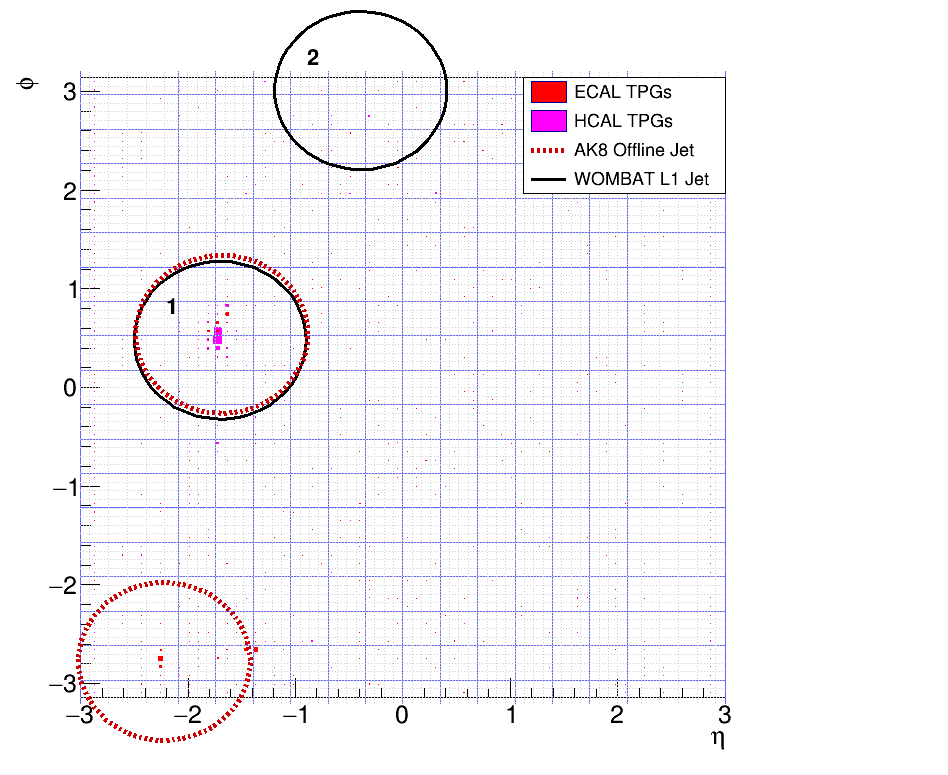 2
φ
3
ECAL TPGs
HCAL TPGs
AK8 Offline Jet
WOMBAT L1 Jet
2
1
1
0
−1
−2
−3
−3 −2 −1 0 1 2 3
η